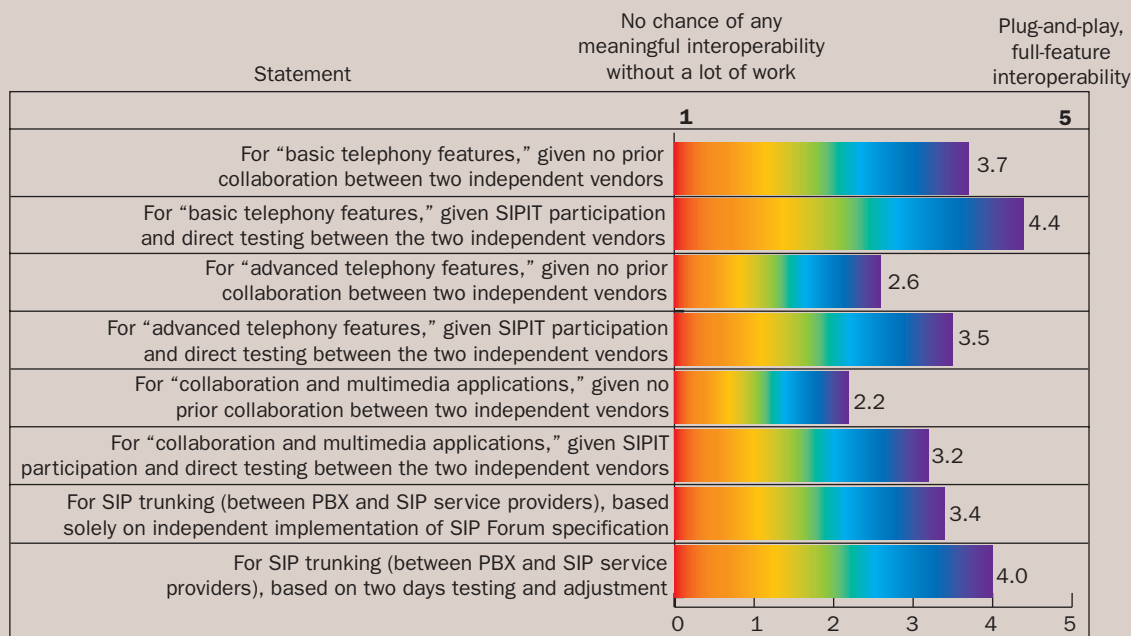 No chance of any
meaningful interoperability
without a lot of work
Plug-and-play,
full-feature
interoperability
Statement
1
5
For “basic telephony features,” given no prior
collaboration between two independent vendors
3.7
For “basic telephony features,” given SIPIT participation
and direct testing between the two independent vendors
4.4
For “advanced telephony features,” given no prior
collaboration between two independent vendors
2.6
For “advanced telephony features,” given SIPIT participation
and direct testing between the two independent vendors
3.5
For “collaboration and multimedia applications,” given no
prior collaboration between two independent vendors
2.2
For “collaboration and multimedia applications,” given SIPIT
participation and direct testing between the two independent vendors
3.2
For SIP trunking (between PBX and SIP service providers), based
solely on independent implementation of SIP Forum specification
3.4
For SIP trunking (between PBX and SIP service
providers), based on two days testing and adjustment
4.0
0 1 2 3 4 5